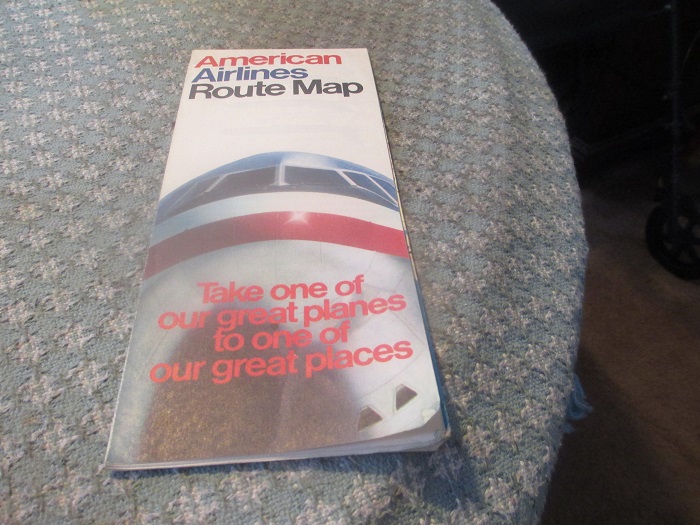 American
Airlines
Route Map
Take one of
our great planes
to one of
our great places